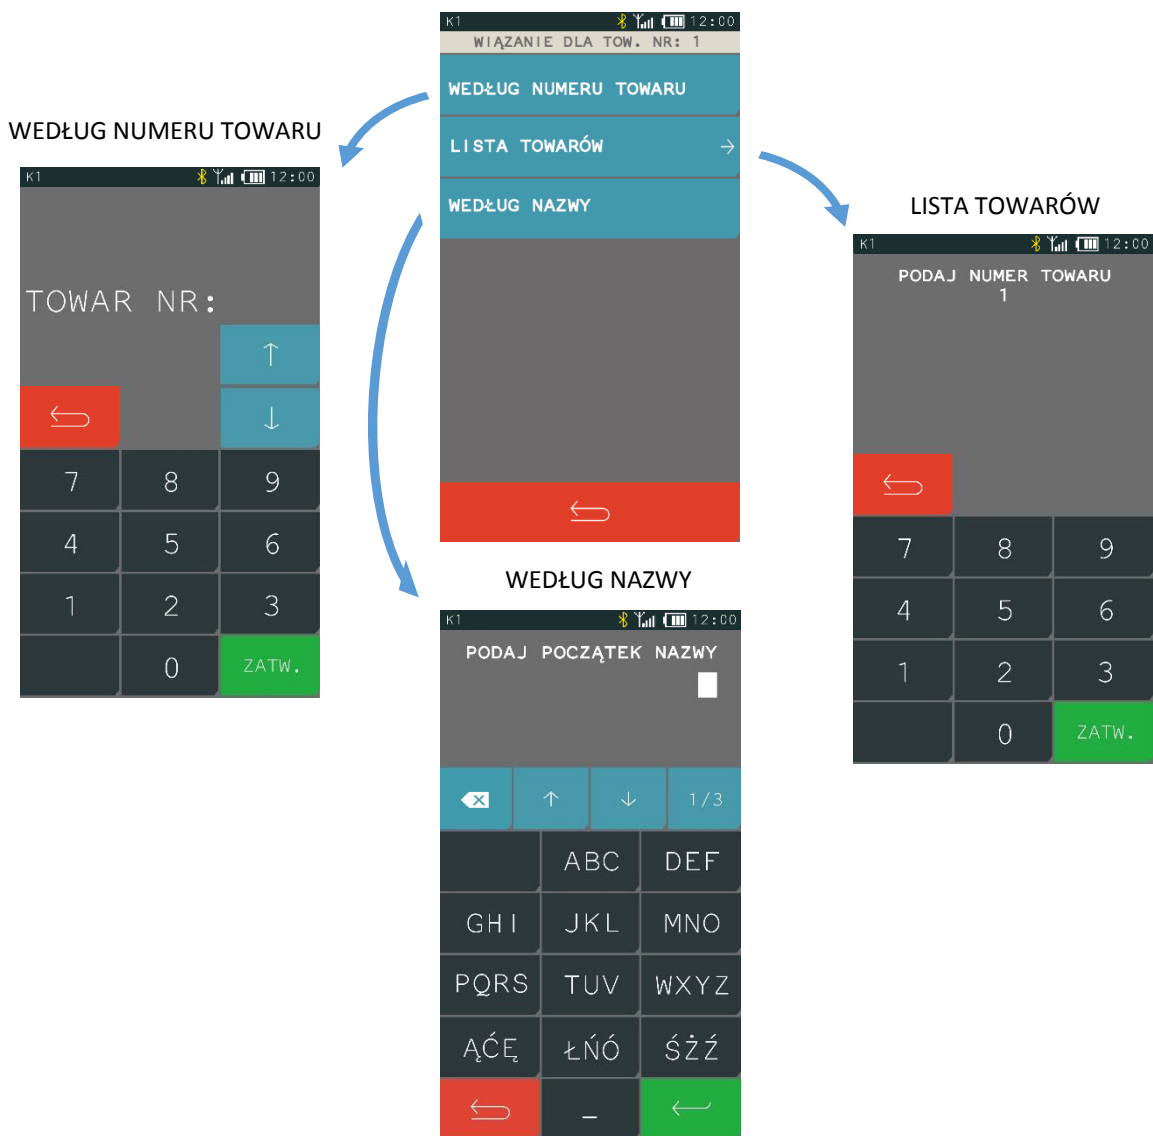 K1 12:00
WIĄZANIE DLA TOW. NR: 1
WEDŁUG NUMERU TOWARU
LISTA TOWARÓW →
WEDŁUG NAZWY
WEDŁUG NUMERU TOWARU
K1 12:00
TOWAR NR:
↑
↓
7 8 9
4 5 6
1 2 3
0 ZATW.
LISTA TOWARÓW
K1 12:00
PODAJ NUMER TOWARU
1
7 8 9
4 5 6
1 2 3
0 ZATW.
WEDŁUG NAZWY
K1 12:00
PODAJ POCZĄTEK NAZWY
↑ ↓ 1/3
ABC DEF
GHI JKL MNO
PQRS TUV WXYZ
ĄĆĘ ŁŃÓ ŚŻŹ
_